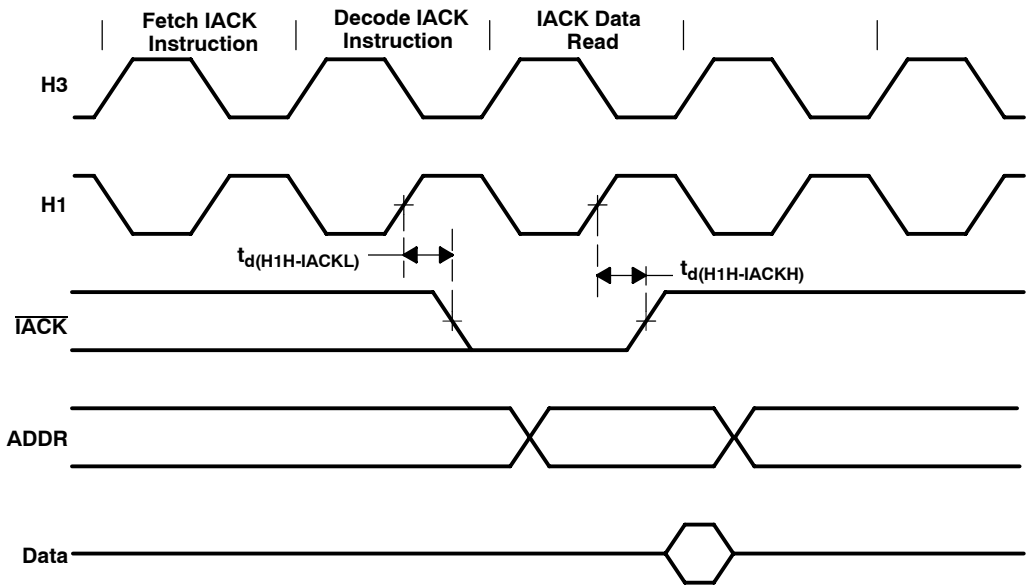 Fetch IACK
Instruction
Decode IACK
Instruction
IACK Data
Read
H3
H1
td(H1H-IACKL)
td(H1H-IACKH)
IACK
ADDR
Data